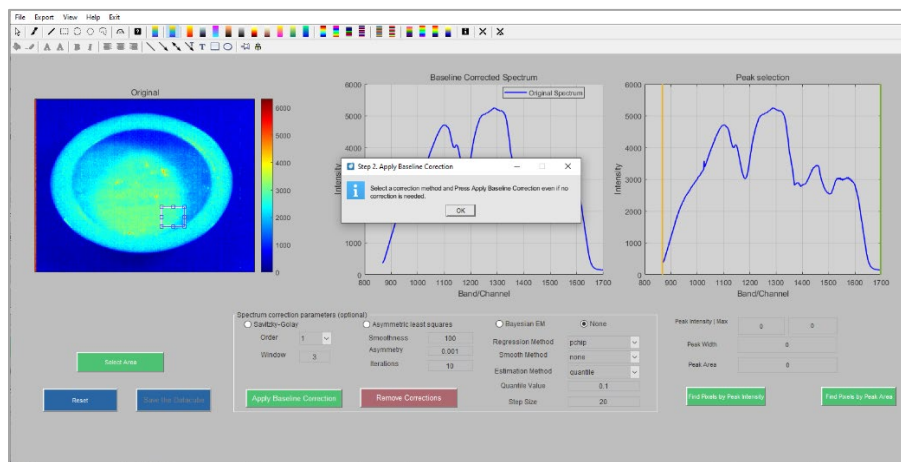 File Export View Help Exit
Original
6000
5000
4000
3000
2000
1000
0
Baseline Corrected Spectrum
Original Spectrum
6000
5000
4000
1000
0
Intensity
800 900 1000 1100 1200 1300 1400 1500 1600 1700
Band/Channel
Peak selection
6000
5000
4000
3000
2000
1000
0
Intensity
800 900 1000 1100 1200 1300 1400 1500 1600 1700
Band/Channel
Step 2. Apply Baseline Correction
Select a correction method and Press Apply Baseline Correction even if no
correction is needed.
OK
Spectrum correction parameters (optional)
Savitzky-Golay
Order 1
Window 3
Asymmetric least squares
Smoothness 100
Asymmetry 0.001
Iterations 10
Bayesian EM None
Regression Method pchip
Smooth Method none
Estimation Method quantile
Quantile Value 0.1
Step Size 20
Peak Intensity | Max 0 0
Peak Width 0
Peak Area 0
Select Area
Reset
Apply Baseline Correction
Remove Corrections
Find Pixels by Peak Intensity
Find Pixels by Peak Area